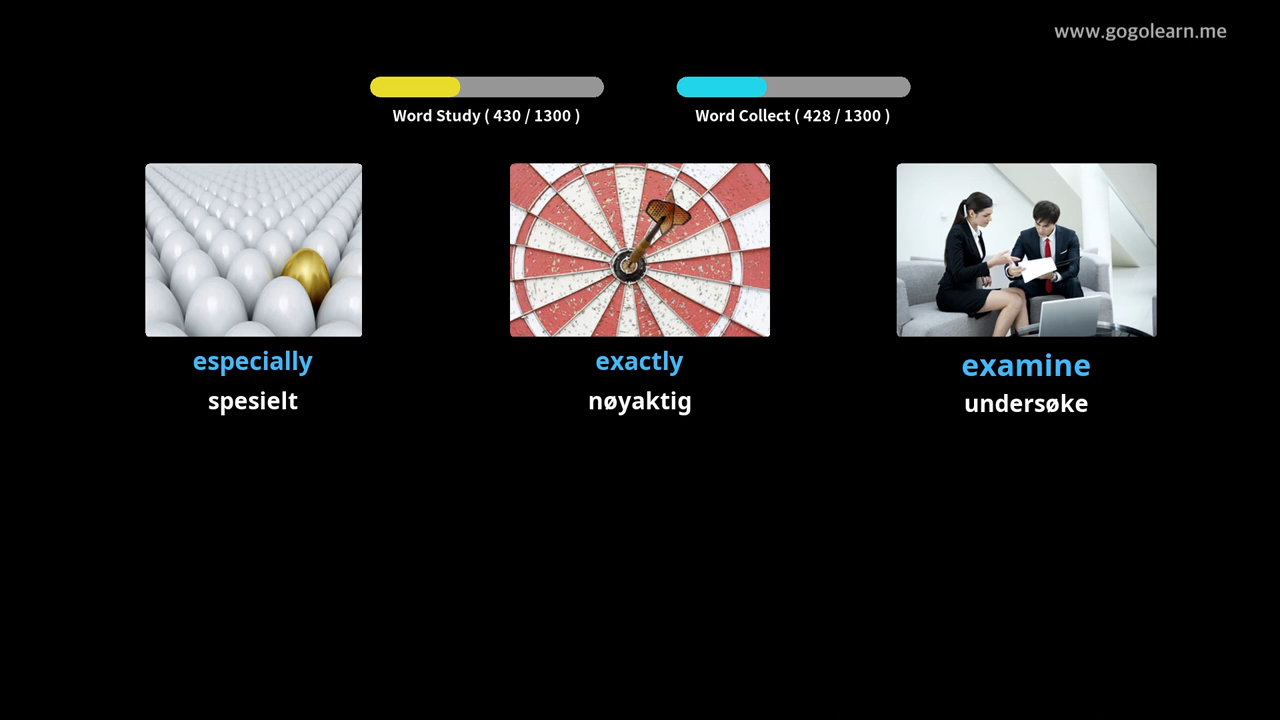 www.gogolearn.me
Word Study ( 430 / 1300 )
Word Collect ( 428 / 1300 )
especially
spesielt
exactly
nøyaktig
examine
undersøke